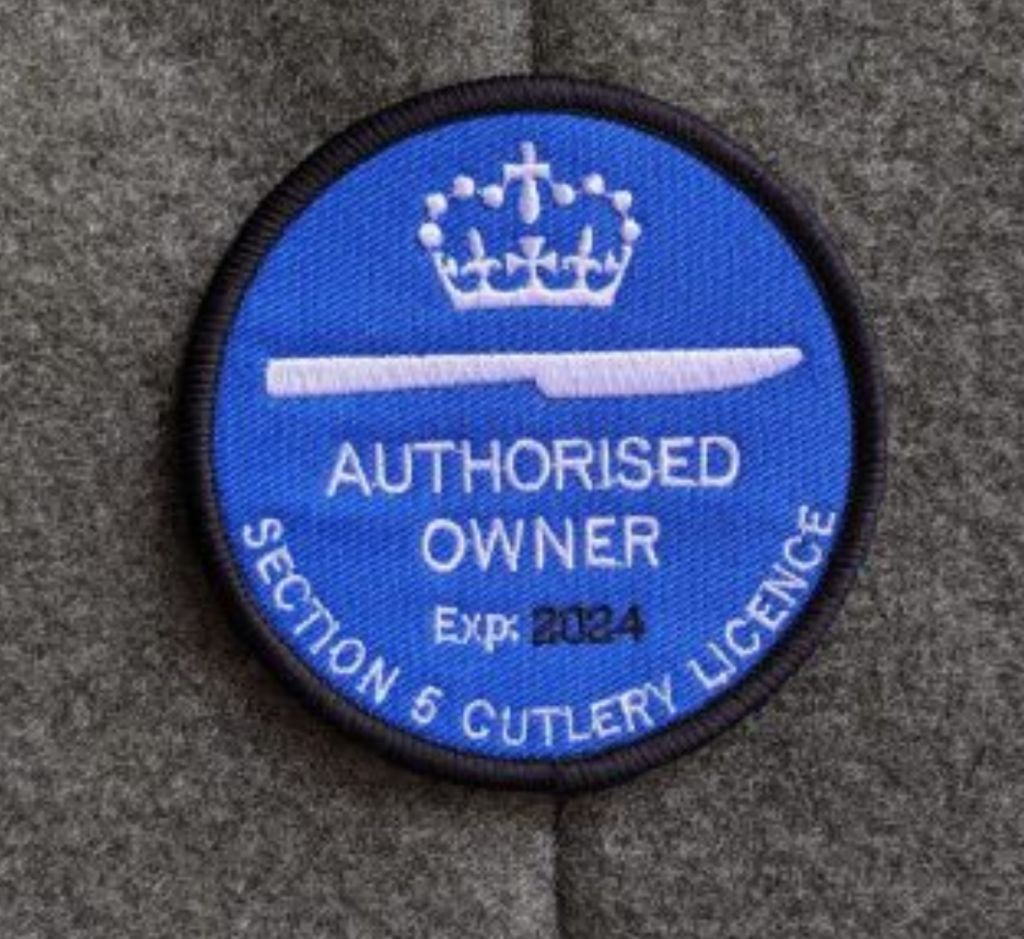 AUTHORISED
OWNER
Exp: 2024
SECTION 5 CUTLERY LICENCE